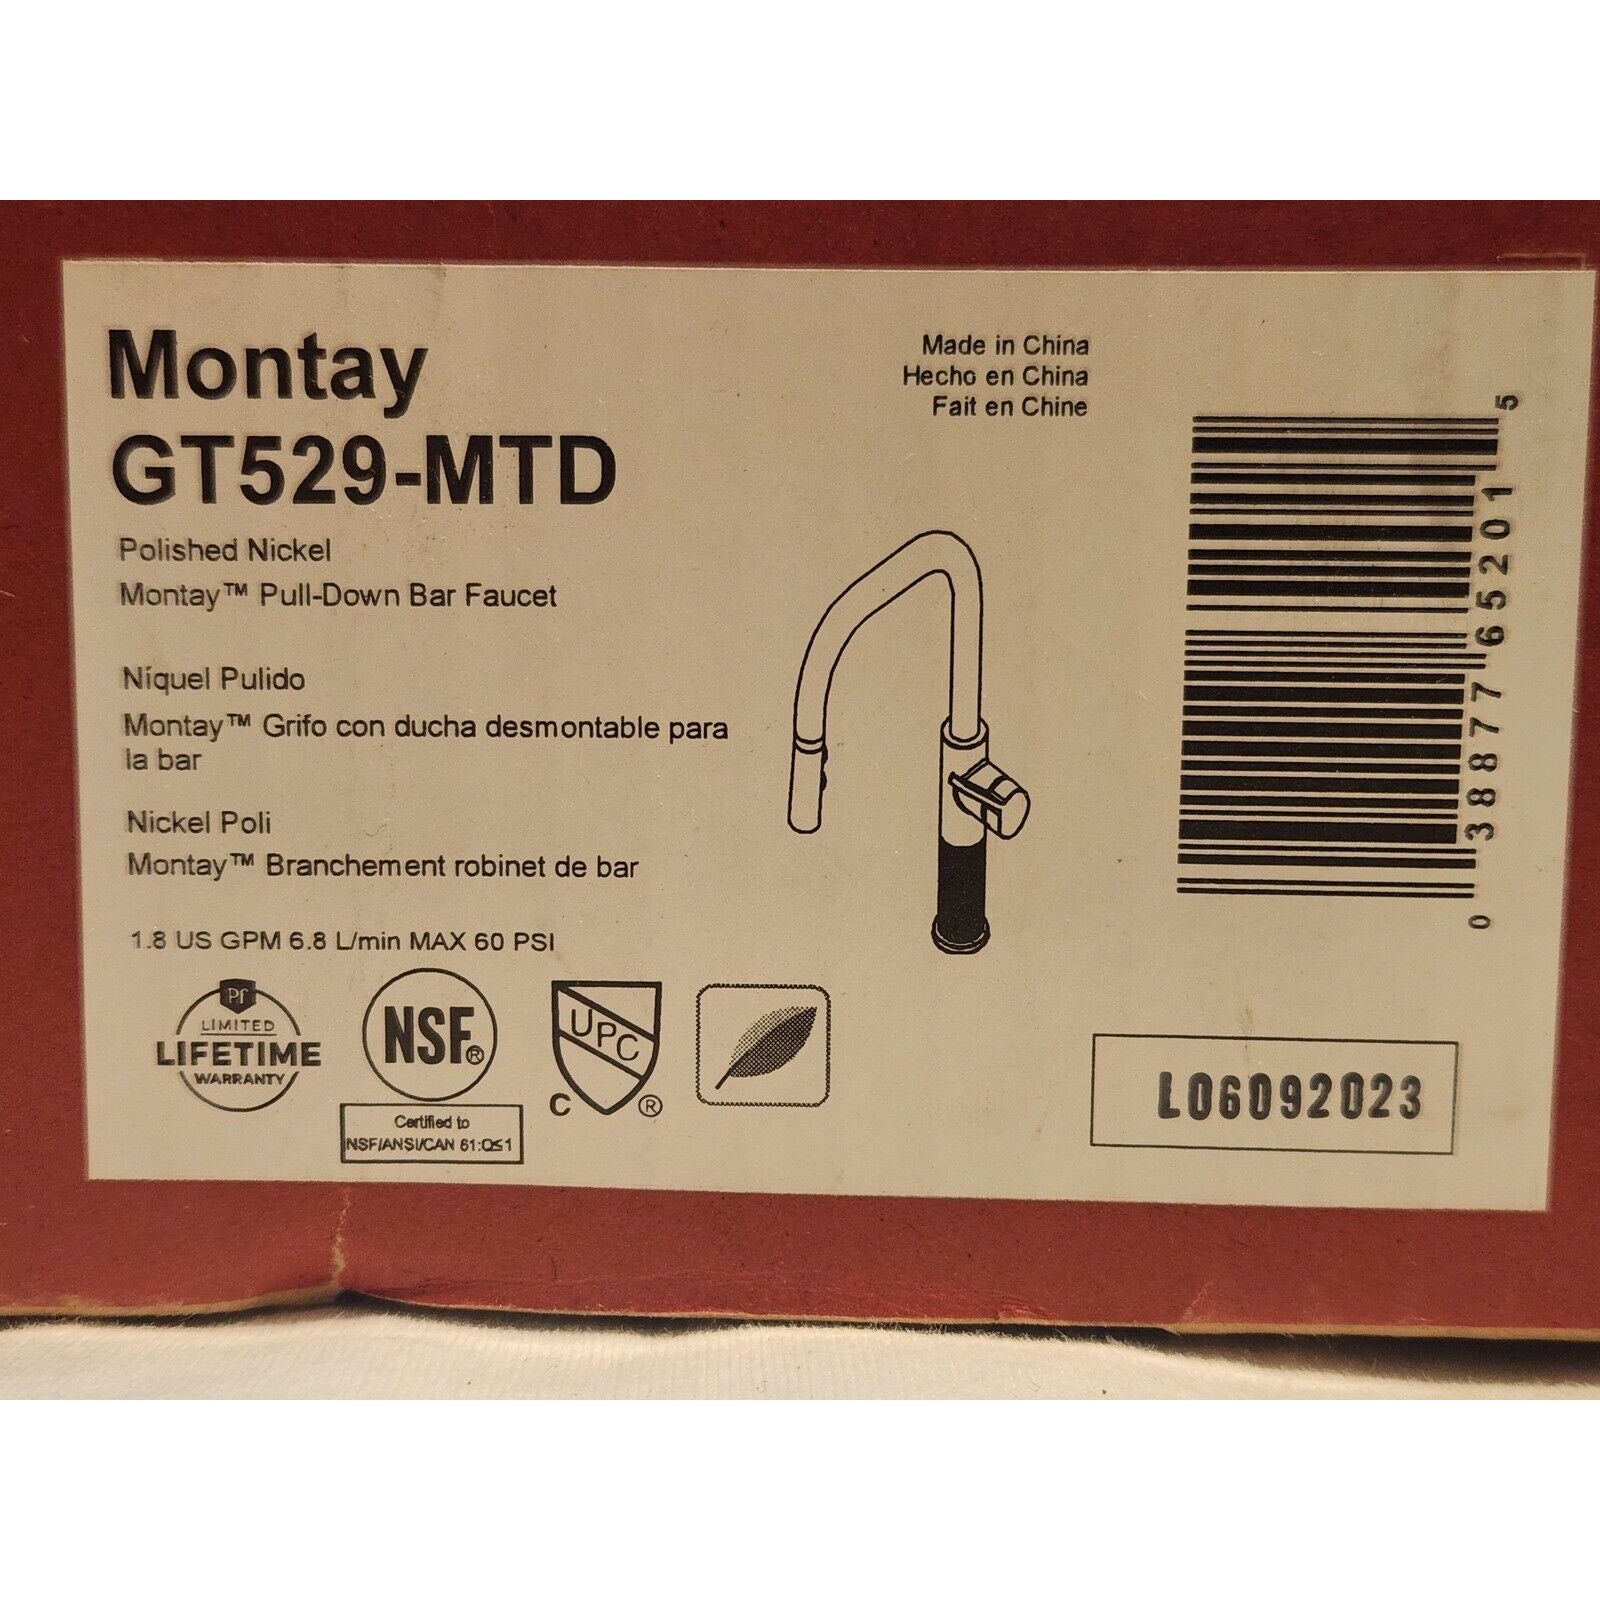 Montay
GT529-MTD
Polished Nickel
Montay™ Pull-Down Bar Faucet
Níquel Pulido
Montay™ Grifo con ducha desmontable para
la bar
Nickel Poli
Montay™ Branchement robinet de bar
1.8 US GPM 6.8 L/min MAX 60 PSI
Made in China
Hecho en China
Fait en Chine
0 38877 65201 5
Pf
LIMITED
LIFETIME
WARRANTY
NSF®
Certified to
NSF/ANSI/CAN 61:Q≤1
UPC
C ®
L06092023